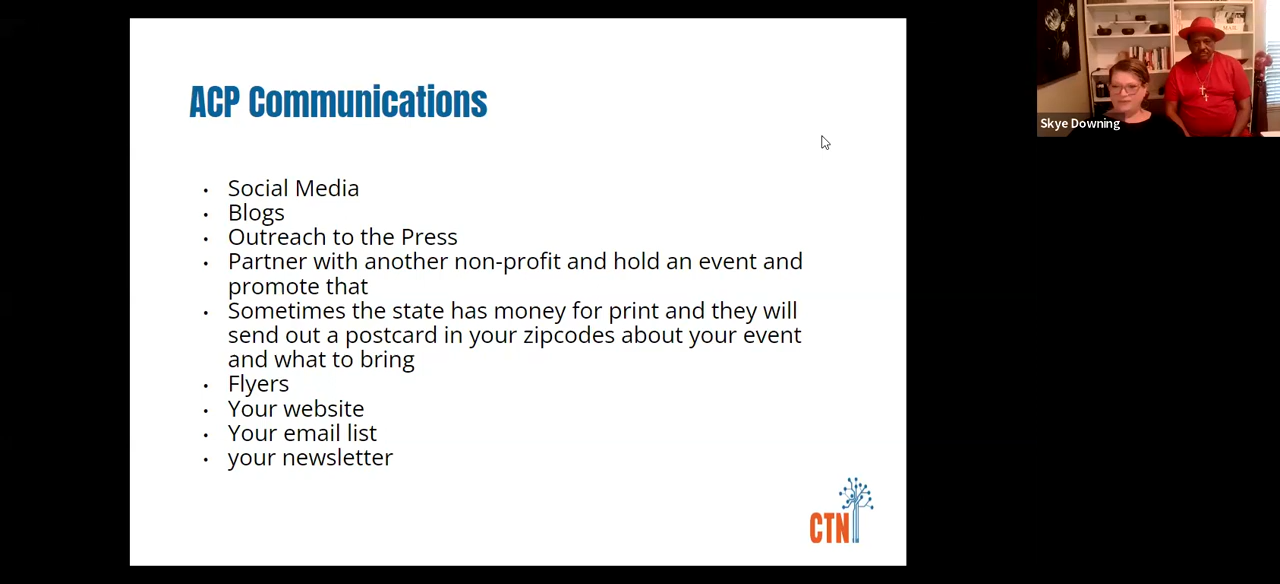 ACP Communications
Skye Downing
• Social Media
• Blogs
• Outreach to the Press
• Partner with another non-profit and hold an event and
promote that
• Sometimes the state has money for print and they will
send out a postcard in your zipcodes about your event
and what to bring
• Flyers
• Your website
• Your email list
• your newsletter
CTN